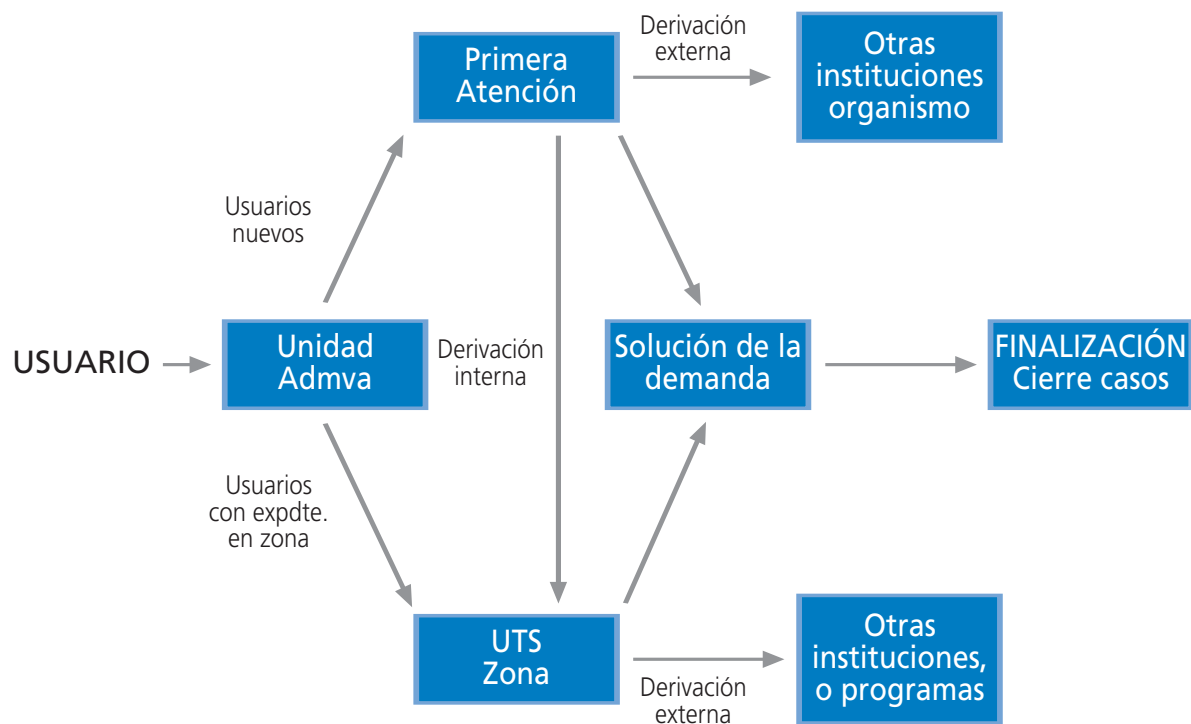 Primera
Atención
Derivación
externa
Otras
instituciones
organismo
Usuarios
nuevos
USUARIO
Unidad
Admva
Derivación
interna
Solución de la
demanda
FINALIZACIÓN
Cierre casos
Usuarios
con expdte.
en zona
UTS
Zona
Derivación
externa
Otras
instituciones,
o programas